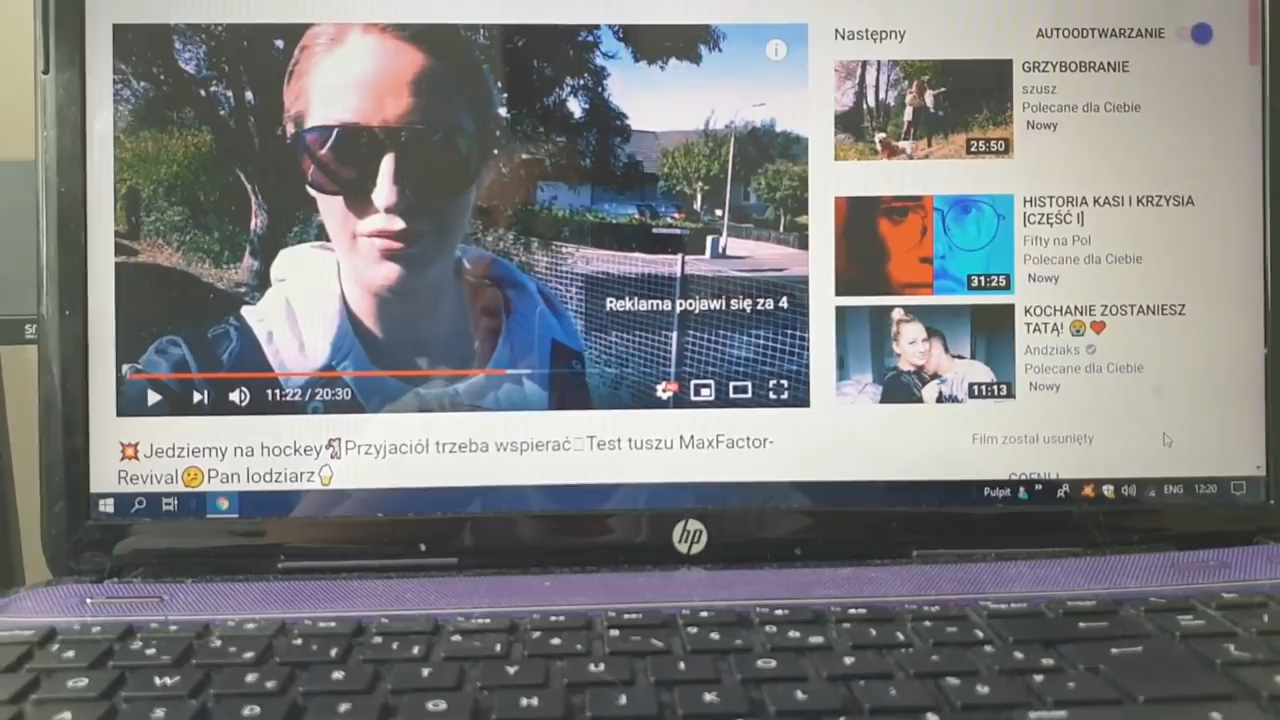 Następny
AUTOODTWARZANIE
GRZYBOBRANIE
szusz
Polecane dla Ciebie
Nowy
25:50
HISTORIA KASI I KRZYSIA
[CZĘŚĆ I]
Fifty na Pol
Polecane dla Ciebie
Nowy
31:25
KOCHANIE ZOSTANIESZ
TATĄ! 😭❤️
Andziaks
Polecane dla Ciebie
Nowy
11:13
Film został usunięty
Reklama pojawi się za 4
11:22 / 20:30
HD
💥Jedziemy na hockey Przyjaciół trzeba wspierać□Test tuszu MaxFactor-
Revival😕Pan lodziarz🍦
Pulpit
ENG
12:20
hp
Q W E R T Y U I O P
A S D F G H J K L